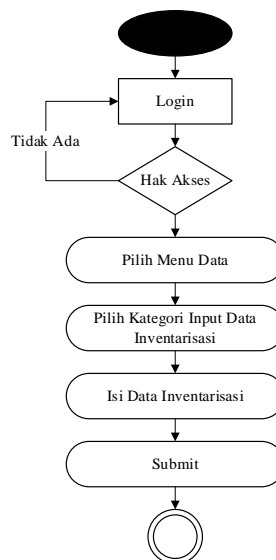 Login
Tidak Ada
Hak Akses
Pilih Menu Data
Pilih Kategori Input Data
Inventarisasi
Isi Data Inventarisasi
Submit